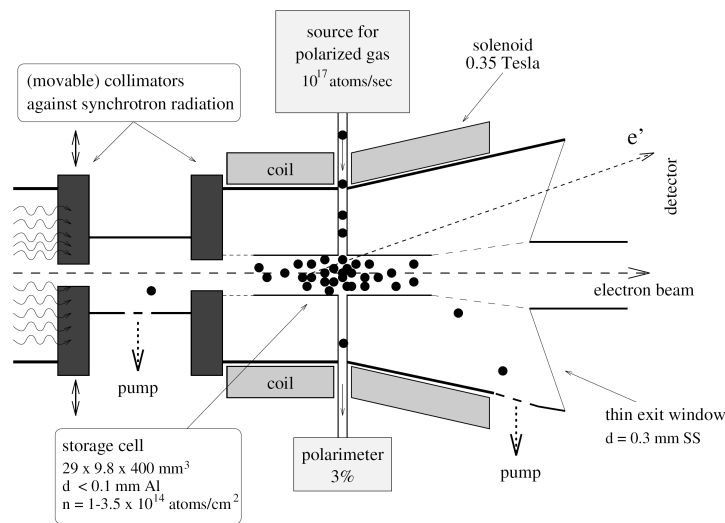 source for
polarized gas
10¹⁷ atoms/sec
solenoid
0.35 Tesla
(movable) collimators
against synchrotron radiation
coil
e'
detector
electron beam
pump
coil
thin exit window
d = 0.3 mm SS
storage cell
29 x 9.8 x 400 mm³
d < 0.1 mm Al
n = 1-3.5 x 10¹⁴ atoms/cm²
polarimeter
3%
pump